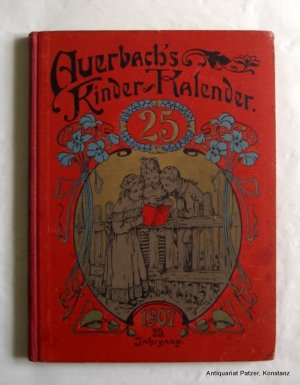 Auerbach's
Kinder-Kalender.
25
1907
25.
Jahrgang.
Antiquariat Patzer, Konstanz